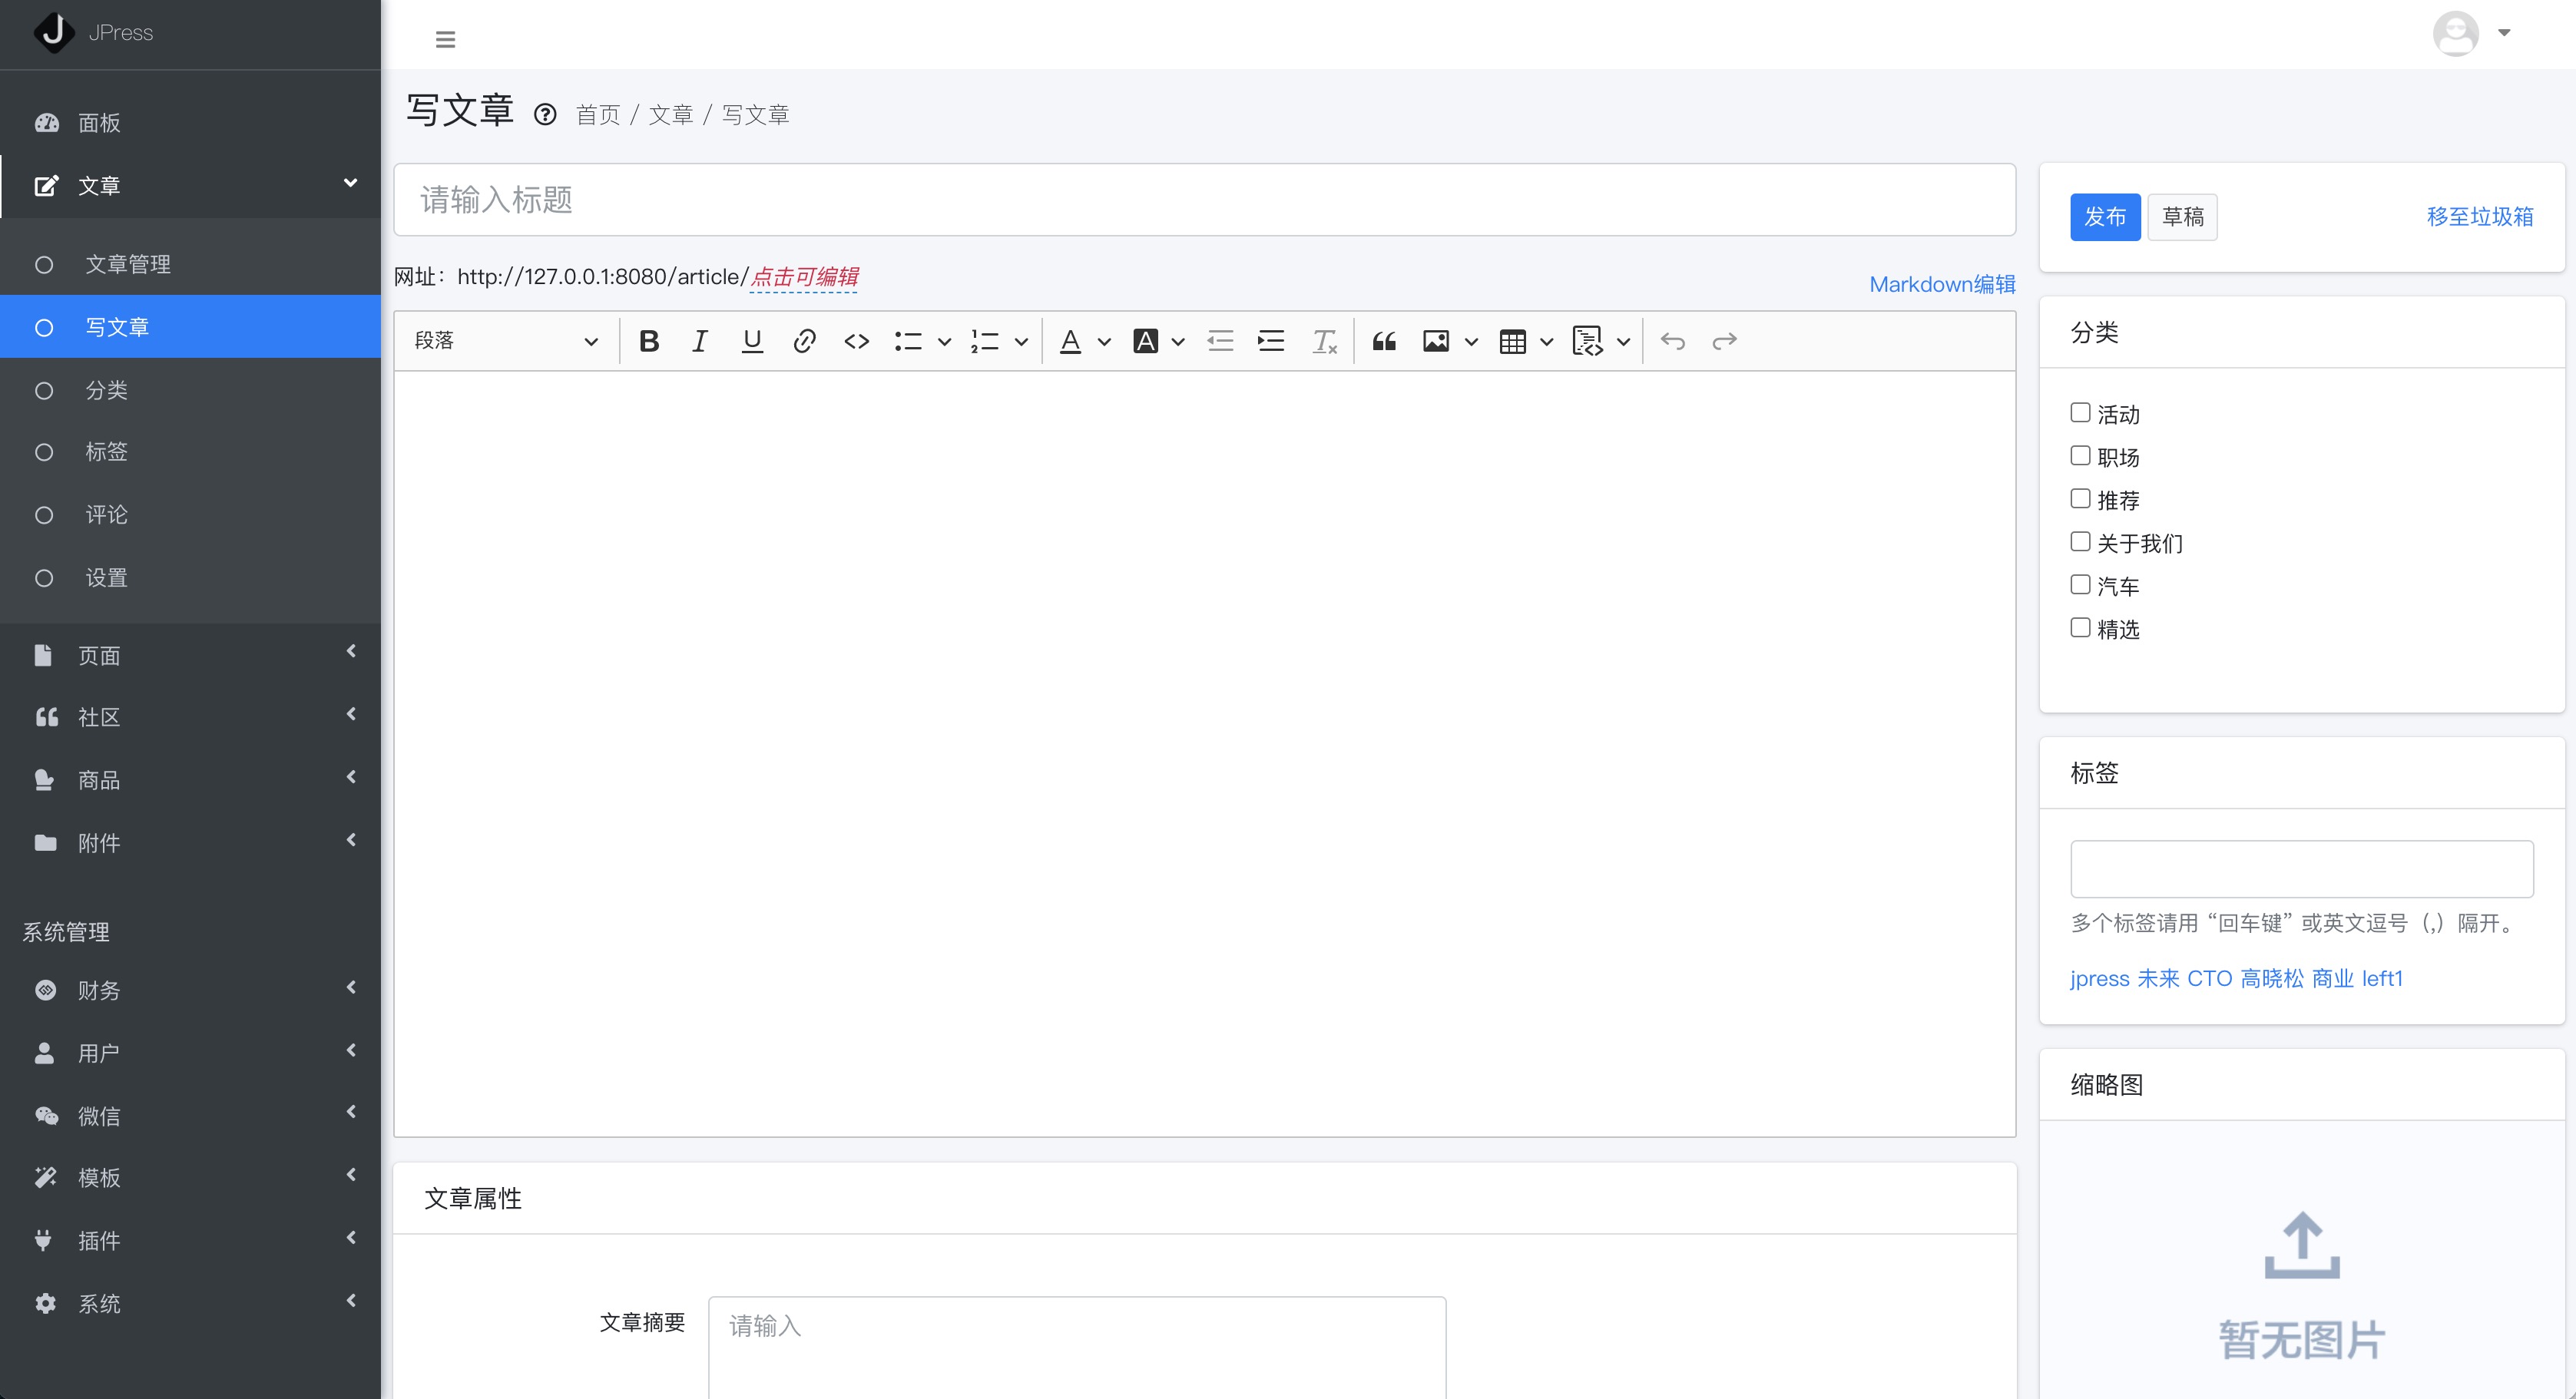 JPress
面板
文章
文章管理
写文章
分类
标签
评论
设置
页面
社区
商品
附件
系统管理
财务
用户
微信
模板
插件
系统
写文章 首页 / 文章 / 写文章
请输入标题
网址：http://127.0.0.1:8080/article/点击可编辑
Markdown编辑
段落
文章属性
文章摘要
请输入
发布 草稿 移至垃圾箱
分类
活动
职场
推荐
关于我们
汽车
精选
标签
多个标签请用 “回车键” 或英文逗号（,）隔开。
jpress 未来 CTO 高晓松 商业 left1
缩略图
暂无图片